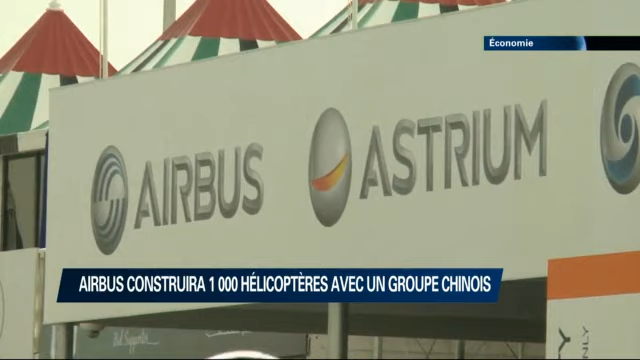 Économie
AIRBUS
ASTRIUM
AIRBUS CONSTRUIRA 1 000 HÉLICOPTÈRES AVEC UN GROUPE CHINOIS